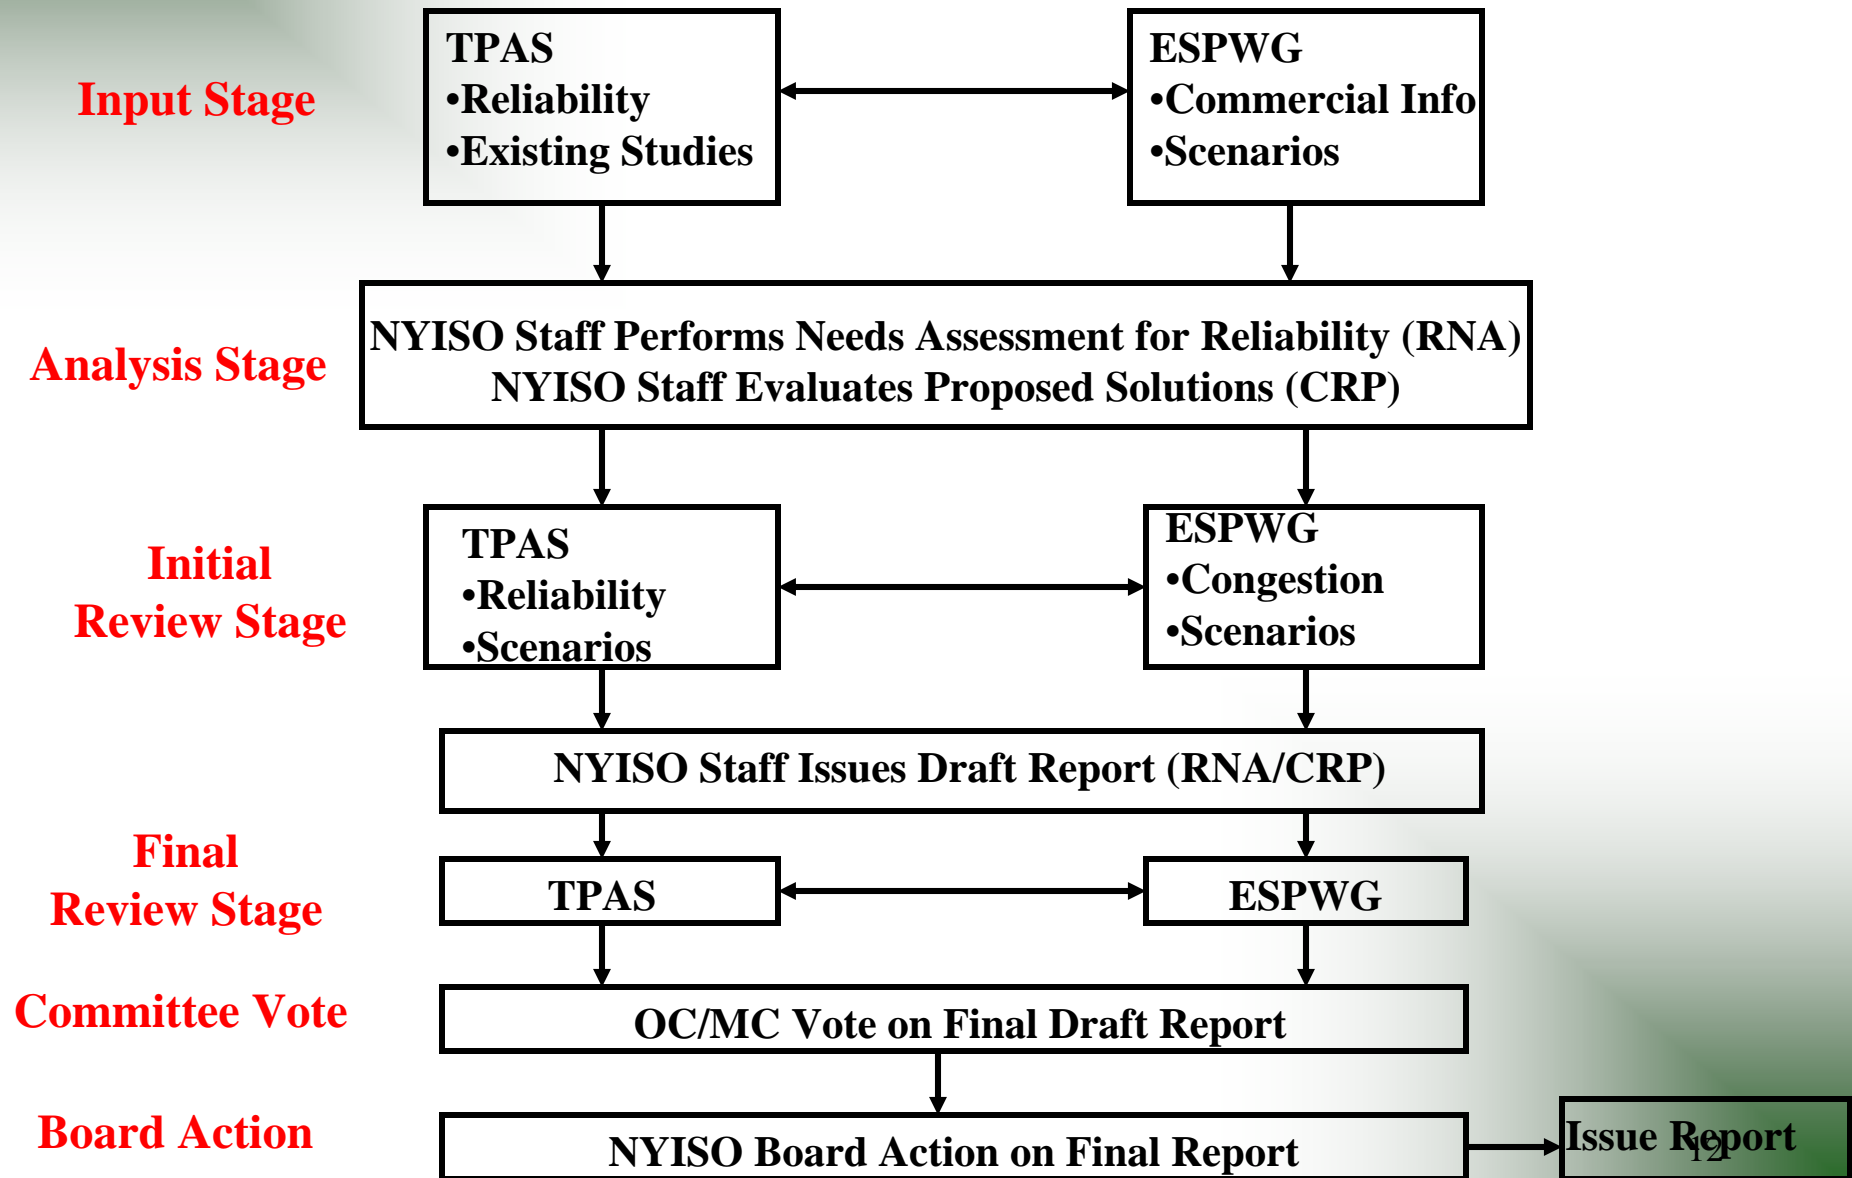 Input Stage
TPAS
•Reliability
•Existing Studies
ESPWG
•Commercial Info
•Scenarios
Analysis Stage
NYISO Staff Performs Needs Assessment for Reliability (RNA)
NYISO Staff Evaluates Proposed Solutions (CRP)
Initial
Review Stage
TPAS
•Reliability
•Scenarios
ESPWG
•Congestion
•Scenarios
NYISO Staff Issues Draft Report (RNA/CRP)
Final
Review Stage
TPAS
ESPWG
Committee Vote
OC/MC Vote on Final Draft Report
Board Action
NYISO Board Action on Final Report
Issue Report
12